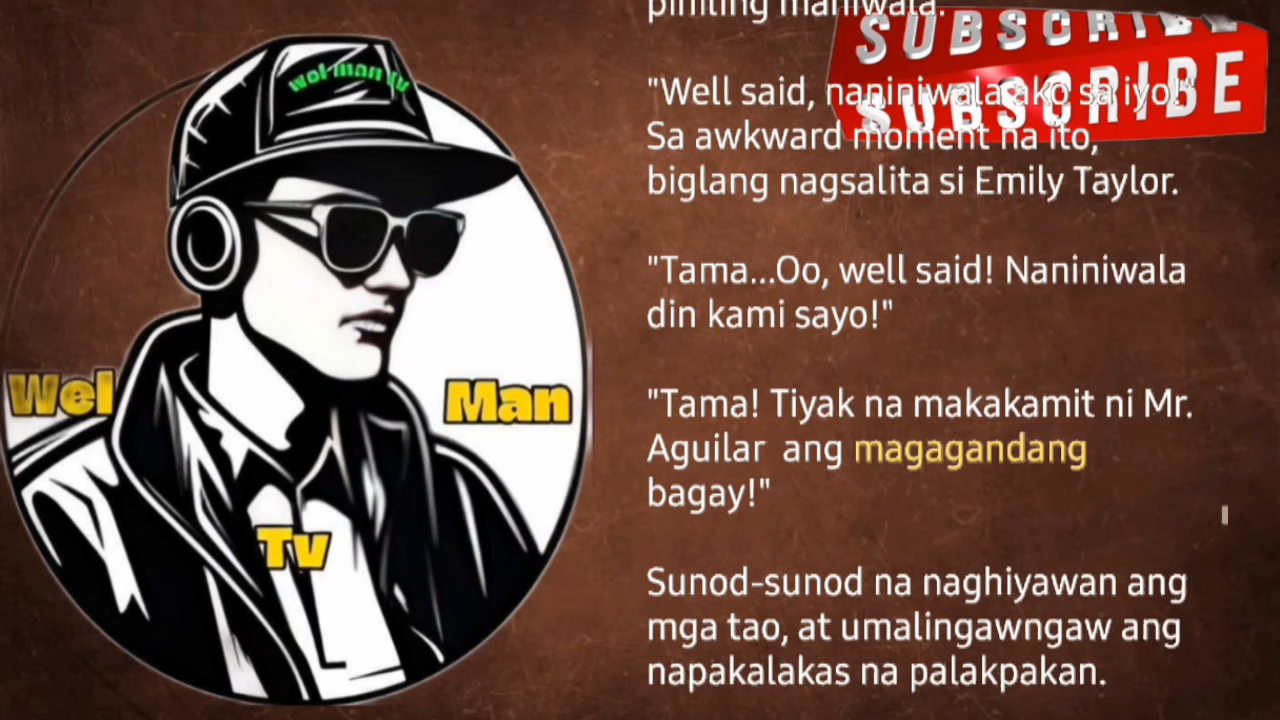 piniling maniwala.
SUBSCRIBE
SUBSCRIBE
"Well said, naniniwala ako sa iyo!"
Sa awkward moment na ito,
biglang nagsalita si Emily Taylor.
"Tama...Oo, well said! Naniniwala
din kami sayo!"
"Tama! Tiyak na makakamit ni Mr.
Aguilar ang magagandang
bagay!"
Sunod-sunod na naghiyawan ang
mga tao, at umalingawngaw ang
napakalakas na palakpakan.
wel man tv
Wel
Man
Tv